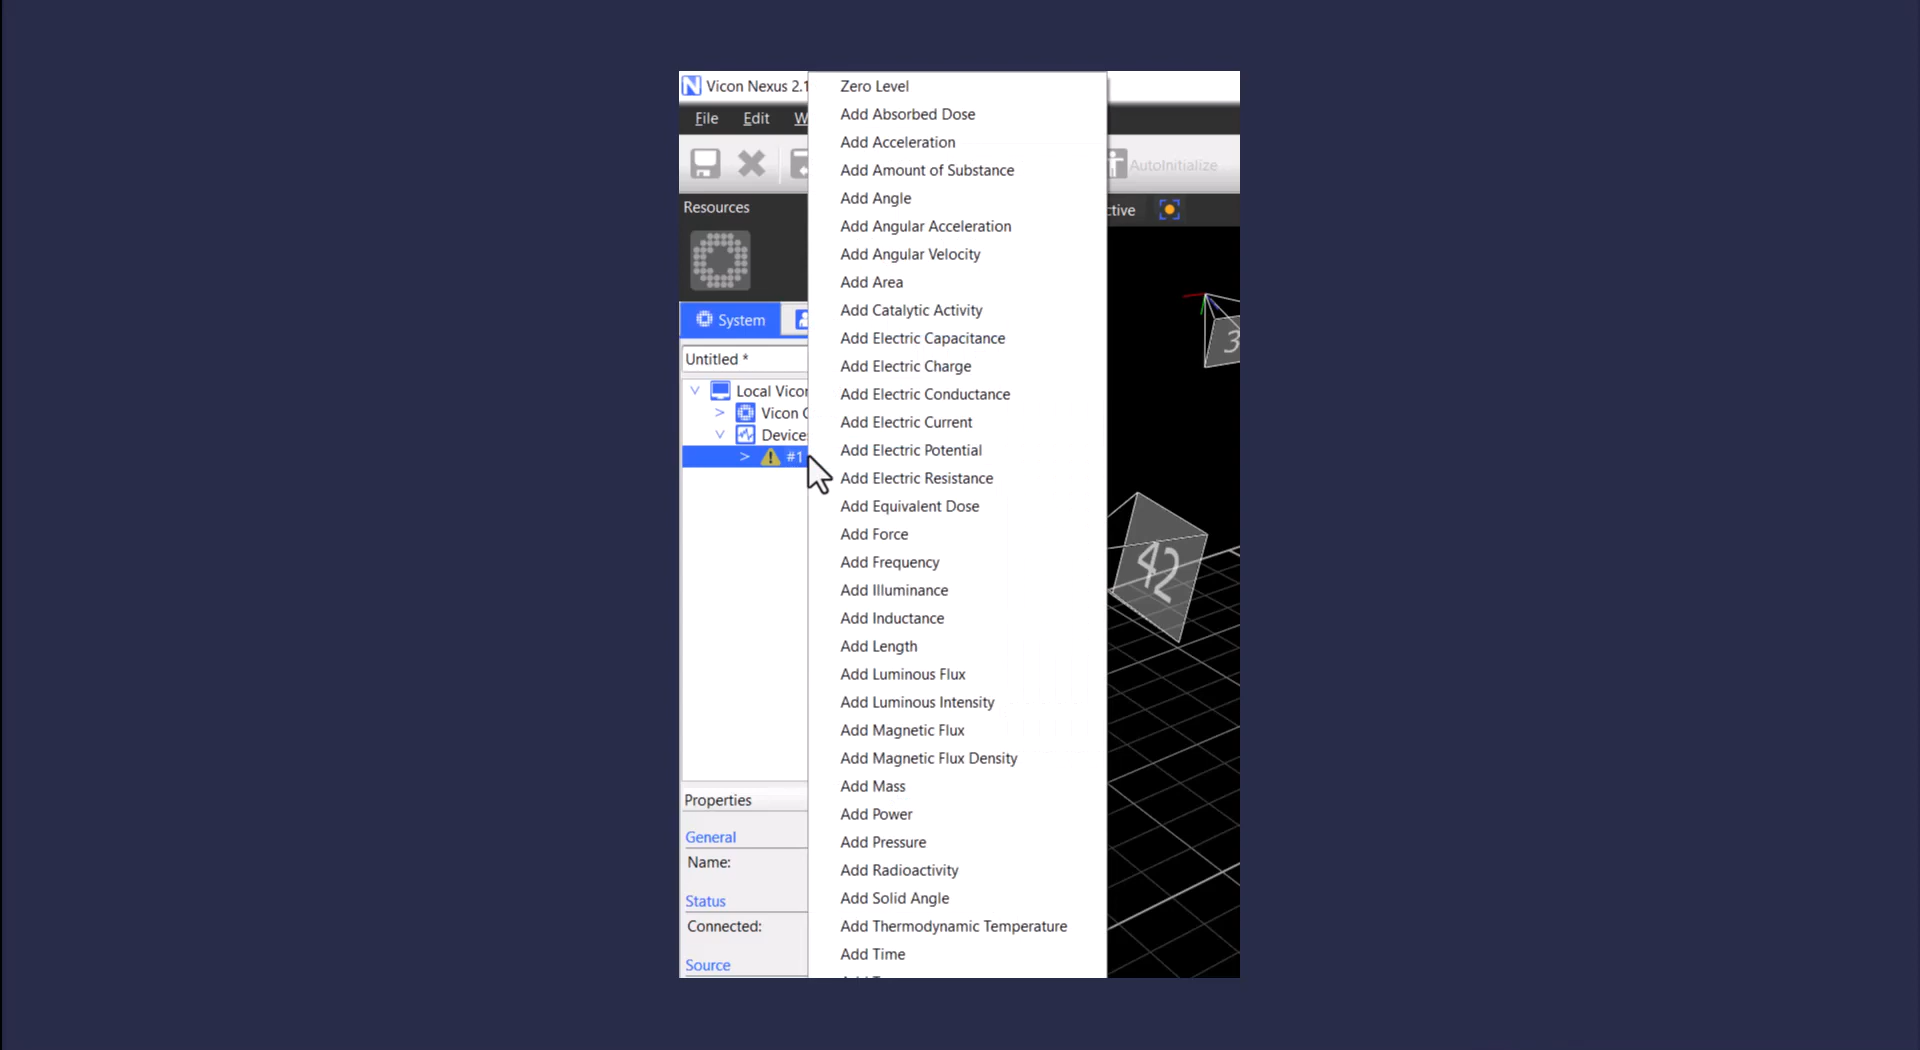 Vicon Nexus 2.1
File Edit W
AutoInitialize
Resources
ctive
System
Untitled *
Local Vicon
Vicon C
Device
#1
Properties
General
Name:
Status
Connected:
Source
Zero Level
Add Absorbed Dose
Add Acceleration
Add Amount of Substance
Add Angle
Add Angular Acceleration
Add Angular Velocity
Add Area
Add Catalytic Activity
Add Electric Capacitance
Add Electric Charge
Add Electric Conductance
Add Electric Current
Add Electric Potential
Add Electric Resistance
Add Equivalent Dose
Add Force
Add Frequency
Add Illuminance
Add Inductance
Add Length
Add Luminous Flux
Add Luminous Intensity
Add Magnetic Flux
Add Magnetic Flux Density
Add Mass
Add Power
Add Pressure
Add Radioactivity
Add Solid Angle
Add Thermodynamic Temperature
Add Time
3
42